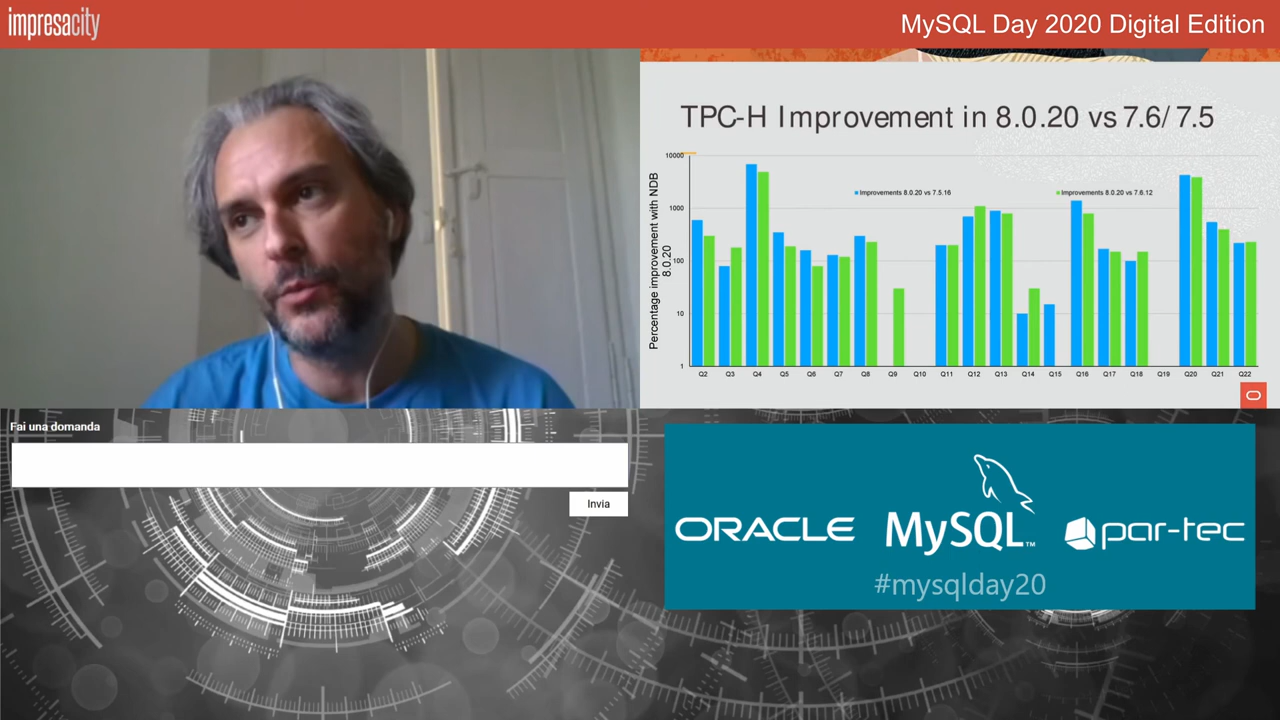 impresacity
MySQL Day 2020 Digital Edition
TPC-H Improvement in 8.0.20 vs 7.6/ 7.5
Percentage improvement with NDB
8.0.20
10000
1000
100
10
1
Improvements 8.0.20 vs 7.5.16
Improvements 8.0.20 vs 7.6.12
Q2 Q3 Q4 Q5 Q6 Q7 Q8 Q9 Q10 Q11 Q12 Q13 Q14 Q15 Q16 Q17 Q18 Q19 Q20 Q21 Q22
Fai una domanda
Invia
ORACLE
MySQL™
par-tec
#mysqlday20